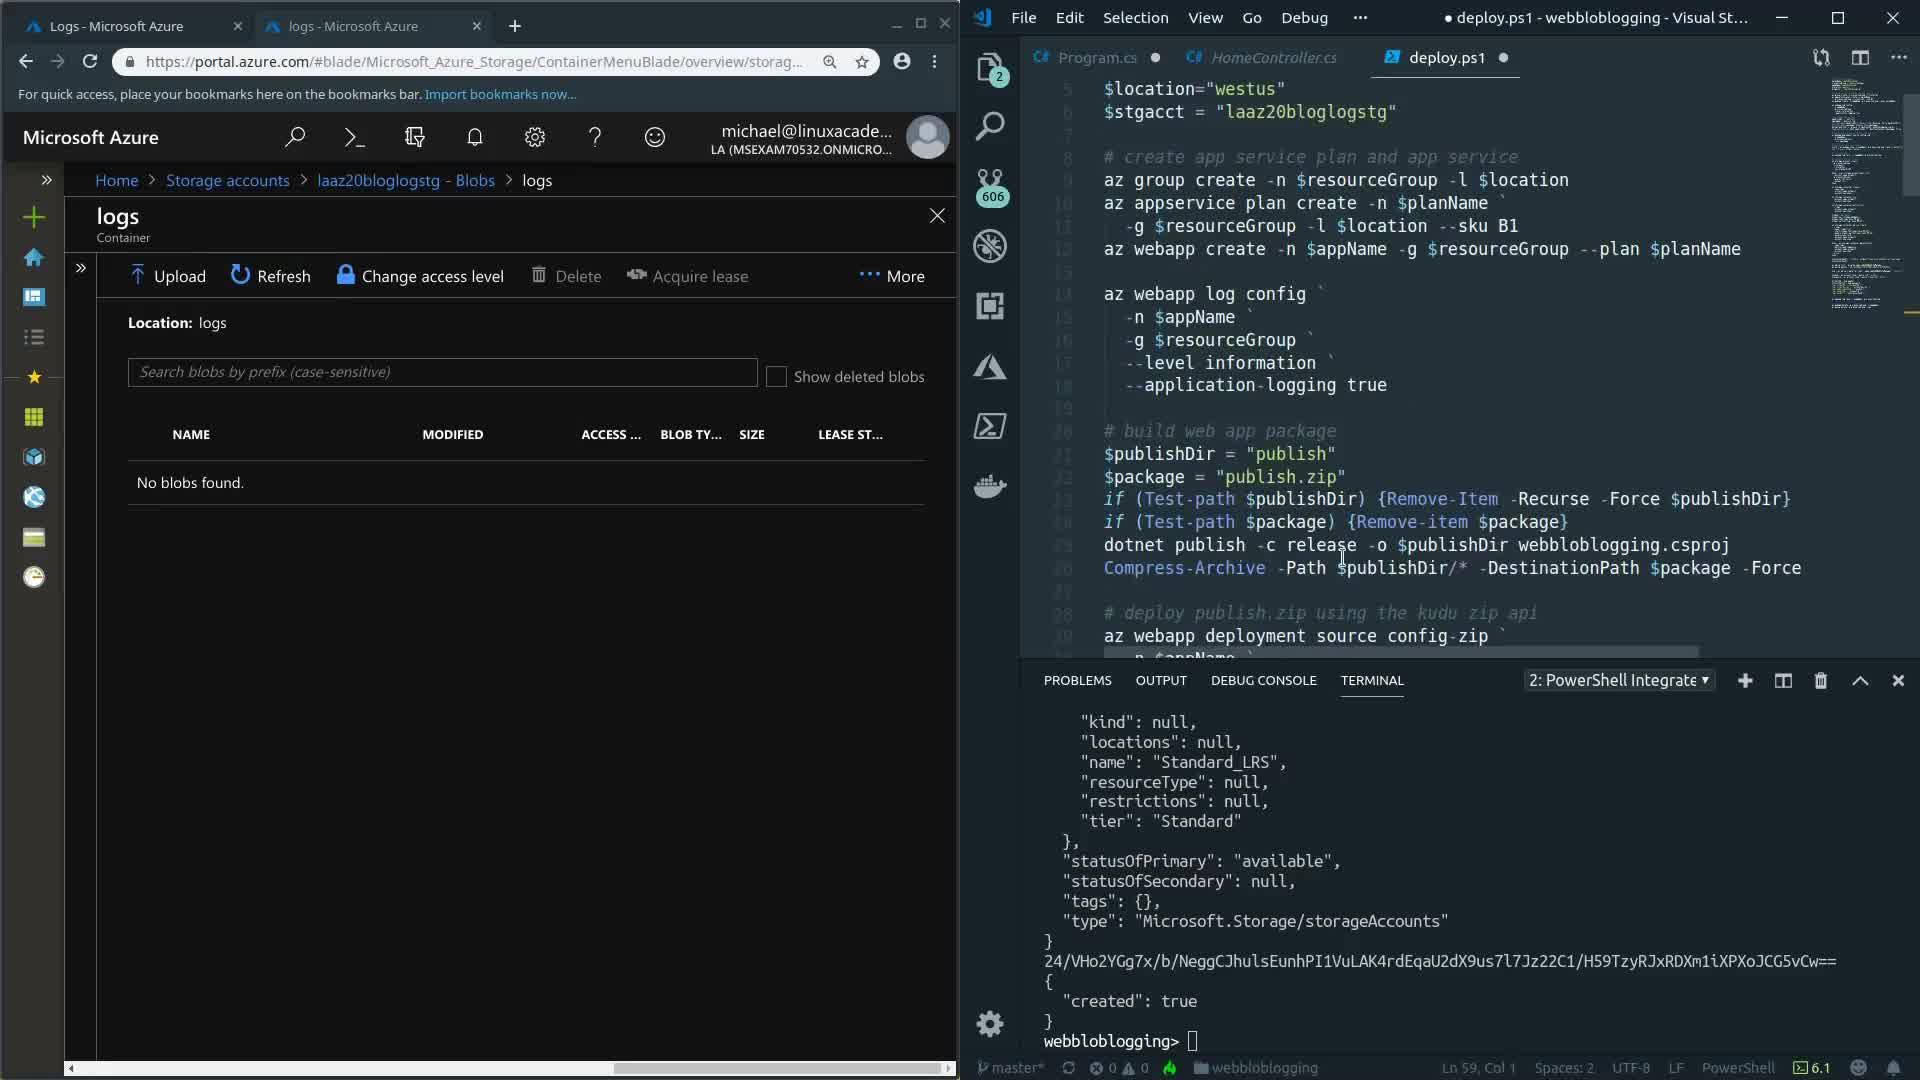 Logs - Microsoft Azure
logs - Microsoft Azure
https://portal.azure.com/#blade/Microsoft_Azure_Storage/ContainerMenuBlade/overview/storag...
For quick access, place your bookmarks here on the bookmarks bar. Import bookmarks now...
Microsoft Azure
michael@linuxacade...
LA (MSEXAM70532.ONMICRO...
Home > Storage accounts > laaz20bloglogstg - Blobs > logs
logs
Container
Upload Refresh Change access level Delete Acquire lease ... More
Location: logs
Search blobs by prefix (case-sensitive)
Show deleted blobs
NAME MODIFIED ACCESS ... BLOB TY... SIZE LEASE ST...
No blobs found.
File Edit Selection View Go Debug ...
● deploy.ps1 - webbloblogging - Visual St...
Program.cs HomeController.cs deploy.ps1
2
606
5 $location="westus"
6 $stgacct = "laaz20bloglogstg"
7
8 # create app service plan and app service
9 az group create -n $resourceGroup -l $location
10 az appservice plan create -n $planName `
11 -g $resourceGroup -l $location --sku B1
12 az webapp create -n $appName -g $resourceGroup --plan $planName
13
14 az webapp log config `
15 -n $appName `
16 -g $resourceGroup `
17 --level information `
18 --application-logging true
19
20 # build web app package
21 $publishDir = "publish"
22 $package = "publish.zip"
23 if (Test-path $publishDir) {Remove-Item -Recurse -Force $publishDir}
24 if (Test-path $package) {Remove-item $package}
25 dotnet publish -c release -o $publishDir webbloblogging.csproj
26 Compress-Archive -Path $publishDir/* -DestinationPath $package -Force
27
28 # deploy publish.zip using the kudu zip api
29 az webapp deployment source config-zip `
-n $appName `
PROBLEMS OUTPUT DEBUG CONSOLE TERMINAL
2: PowerShell Integrate
"kind": null,
"locations": null,
"name": "Standard_LRS",
"resourceType": null,
"restrictions": null,
"tier": "Standard"
},
"statusOfPrimary": "available",
"statusOfSecondary": null,
"tags": {},
"type": "Microsoft.Storage/storageAccounts"
}
24/VHo2YGg7x/b/NeggCJhulsEunhPI1VuLAK4rdEqaU2dX9us7l7Jz22C1/H59TzyRJxRDXm1iXPXoJCG5vCw==
{
"created": true
}
webbloblogging>
master* 0 0 webbloblogging Ln 59, Col 1 Spaces: 2 UTF-8 LF PowerShell 6.1